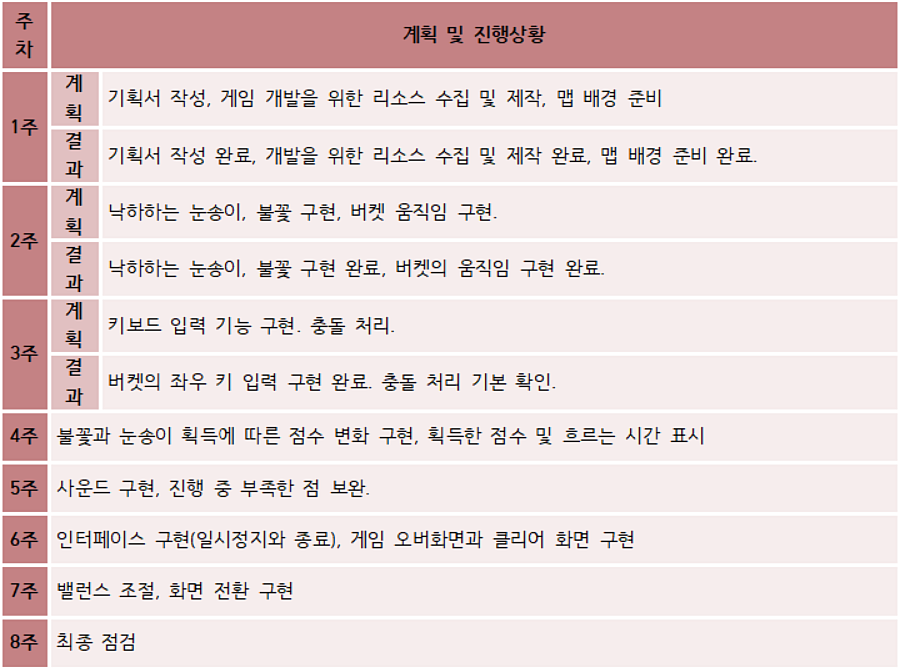 주
차
계획 및 진행상황
1주
계
획
기획서 작성, 게임 개발을 위한 리소스 수집 및 제작, 맵 배경 준비
결
과
기획서 작성 완료, 개발을 위한 리소스 수집 및 제작 완료, 맵 배경 준비 완료.
2주
계
획
낙하하는 눈송이, 불꽃 구현, 버켓 움직임 구현.
결
과
낙하하는 눈송이, 불꽃 구현 완료, 버켓의 움직임 구현 완료.
3주
계
획
키보드 입력 기능 구현. 충돌 처리.
결
과
버켓의 좌우 키 입력 구현 완료. 충돌 처리 기본 확인.
4주
불꽃과 눈송이 획득에 따른 점수 변화 구현, 획득한 점수 및 흐르는 시간 표시
5주
사운드 구현, 진행 중 부족한 점 보완.
6주
인터페이스 구현(일시정지와 종료), 게임 오버화면과 클리어 화면 구현
7주
밸런스 조절, 화면 전환 구현
8주
최종 점검